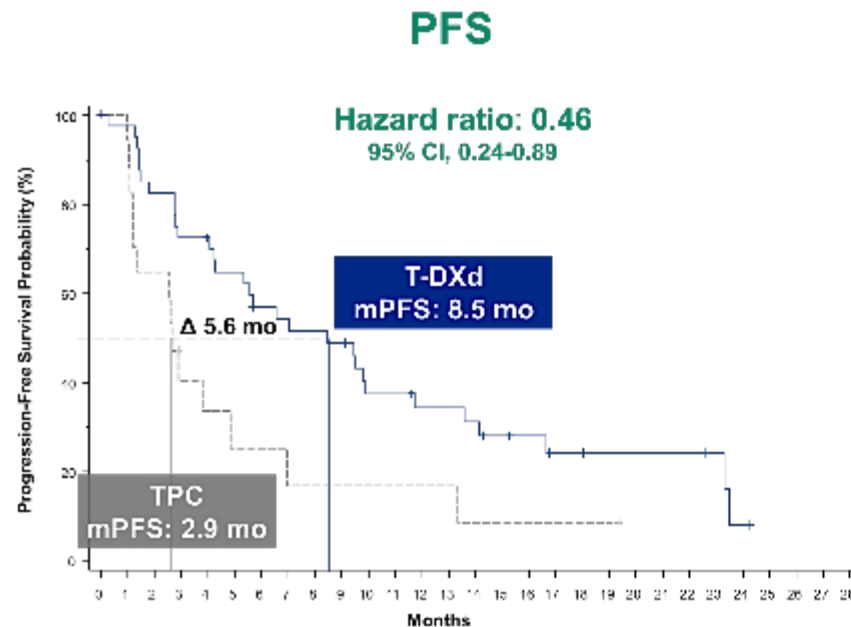 PFS
Hazard ratio: 0.46
95% CI, 0.24-0.89
Progression-Free Survival Probability (%)
100
80
60
40
20
0
T-DXd
mPFS: 8.5 mo
Δ 5.6 mo
TPC
mPFS: 2.9 mo
0 1 2 3 4 5 6 7 8 9 10 11 12 13 14 15 16 17 18 19 20 21 22 23 24 25 26 27
Months